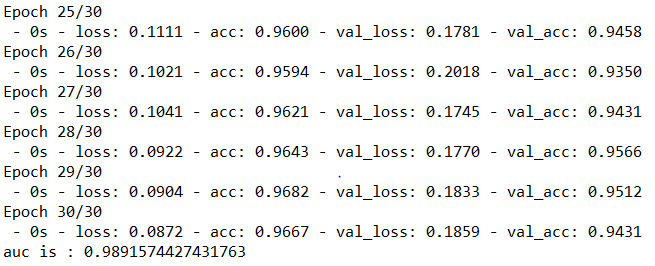 Epoch 25/30
 - 0s - loss: 0.1111 - acc: 0.9600 - val_loss: 0.1781 - val_acc: 0.9458
Epoch 26/30
 - 0s - loss: 0.1021 - acc: 0.9594 - val_loss: 0.2018 - val_acc: 0.9350
Epoch 27/30
 - 0s - loss: 0.1041 - acc: 0.9621 - val_loss: 0.1745 - val_acc: 0.9431
Epoch 28/30
 - 0s - loss: 0.0922 - acc: 0.9643 - val_loss: 0.1770 - val_acc: 0.9566
Epoch 29/30
 - 0s - loss: 0.0904 - acc: 0.9682 - val_loss: 0.1833 - val_acc: 0.9512
Epoch 30/30
 - 0s - loss: 0.0872 - acc: 0.9667 - val_loss: 0.1859 - val_acc: 0.9431
auc is : 0.9891574427431763